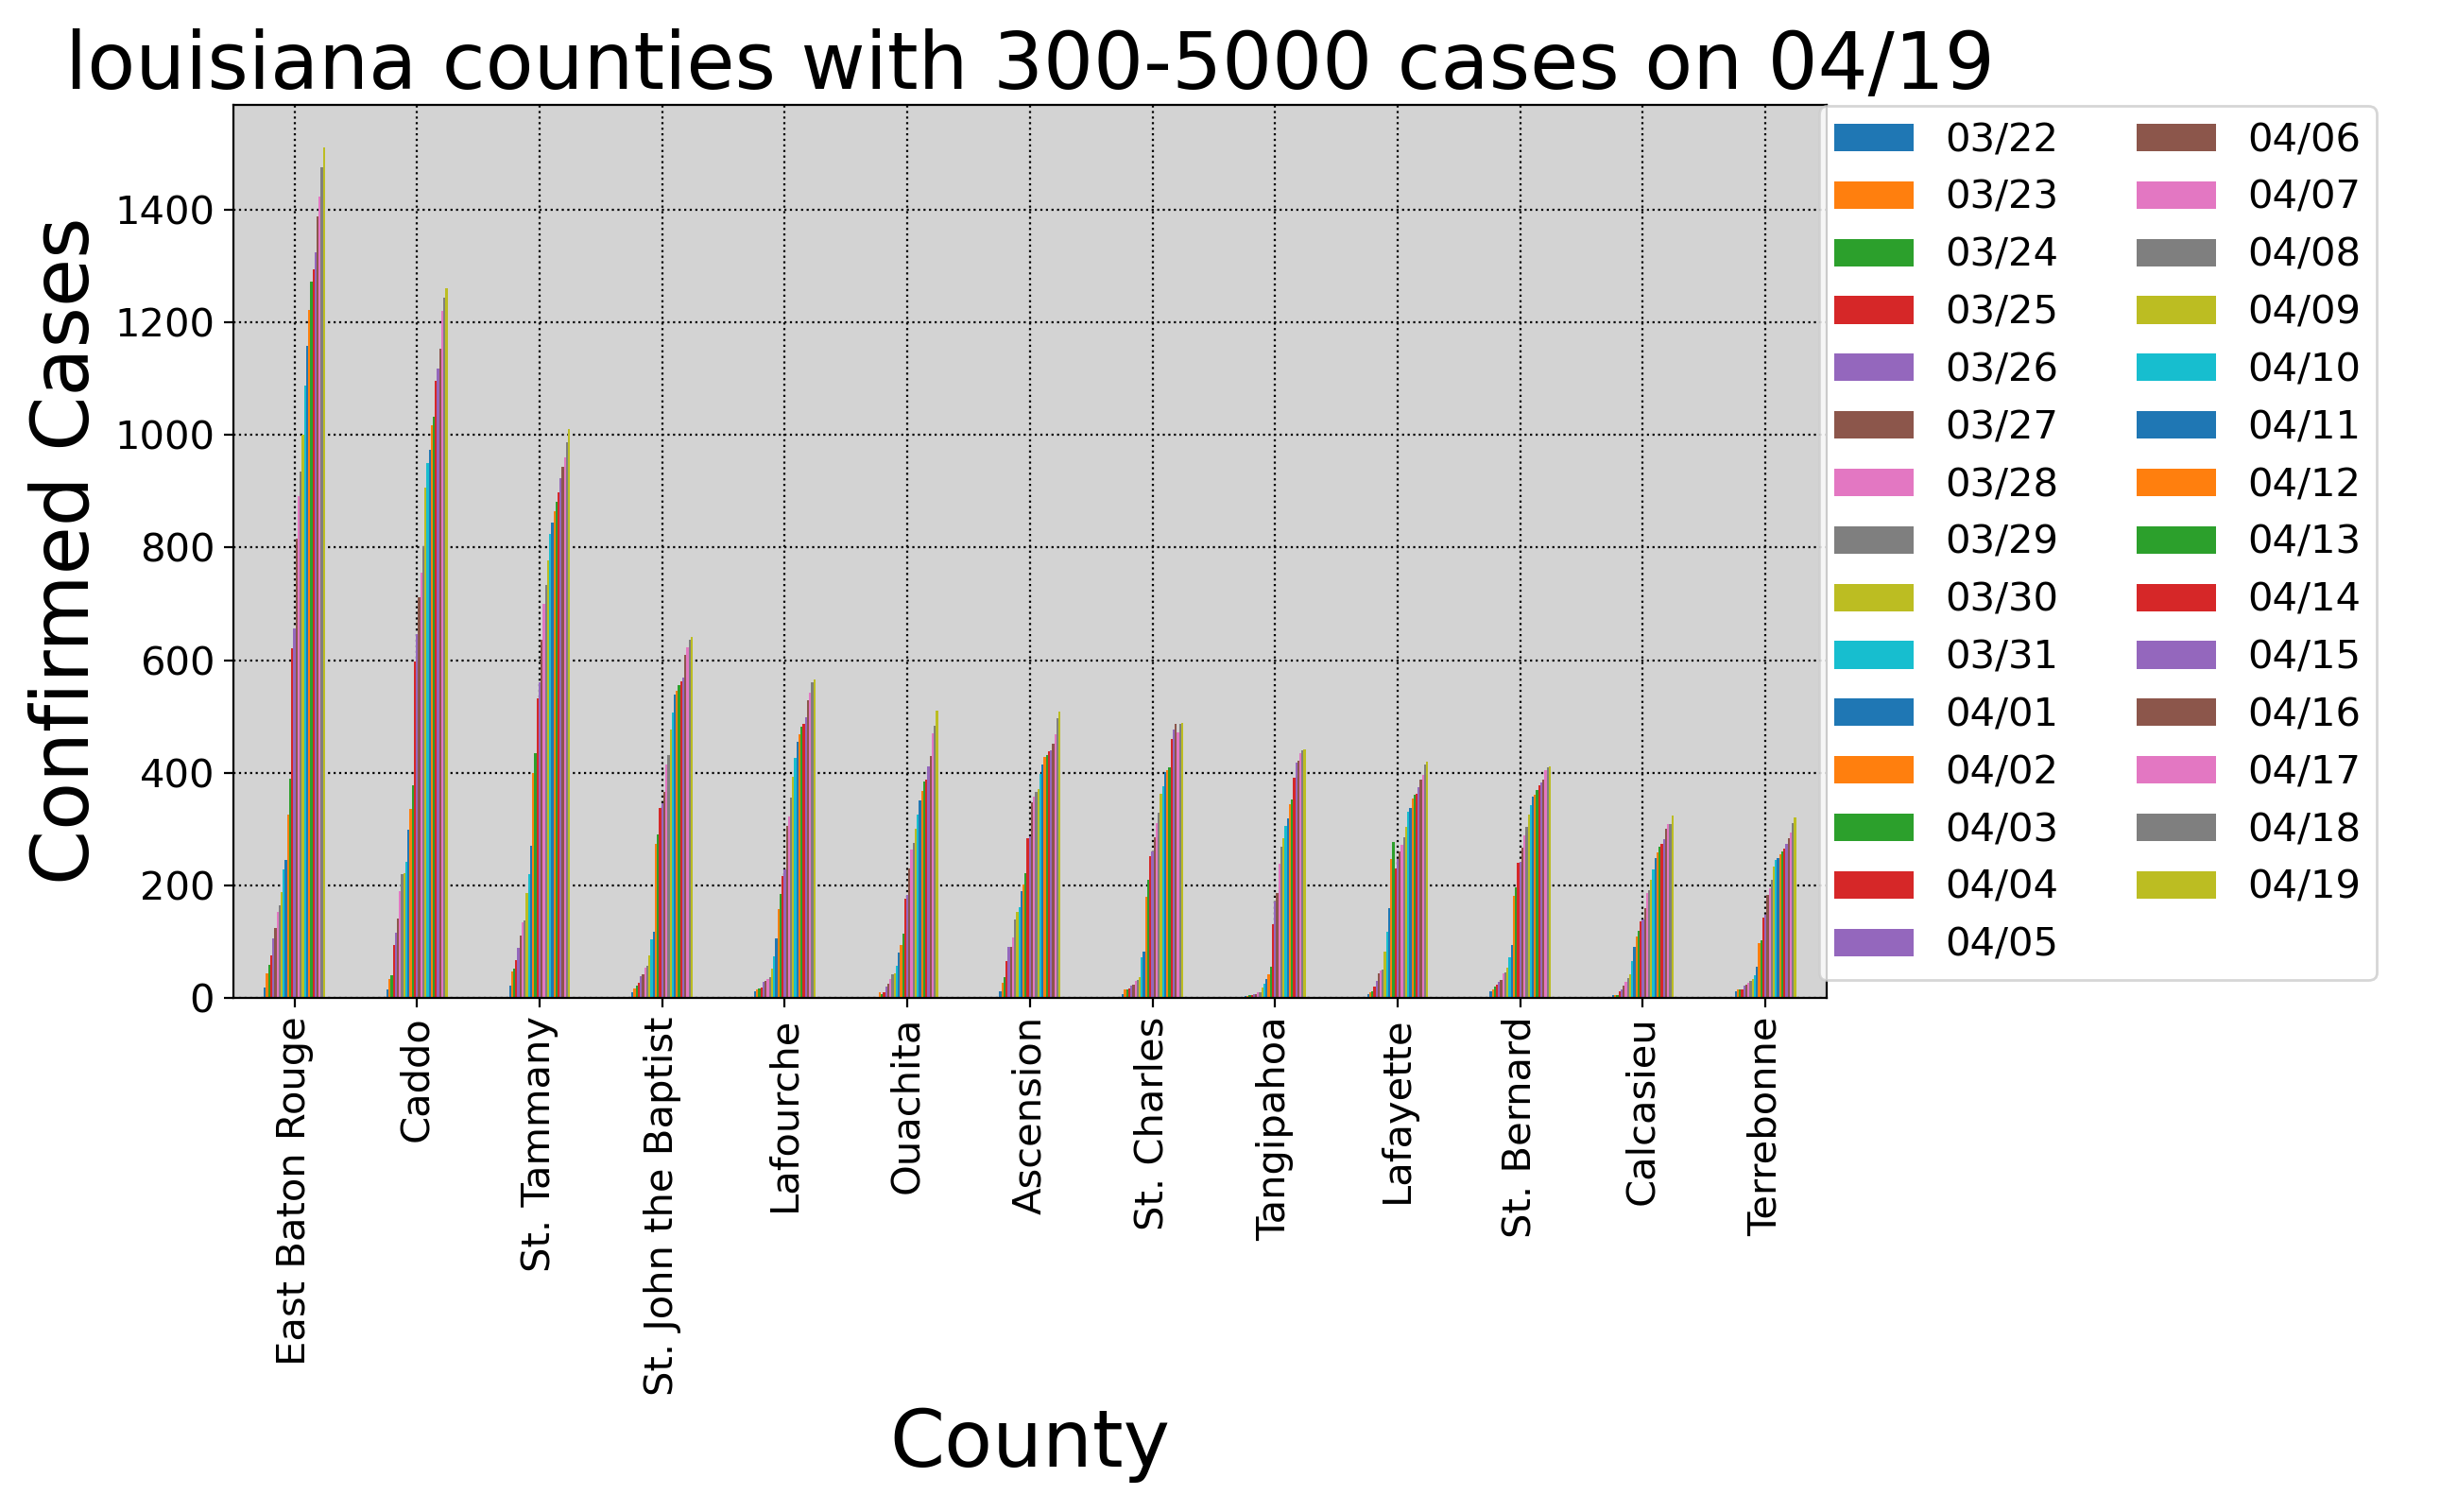 louisiana counties with 300-5000 cases on 04/19
Confirmed Cases
1400
1200
1000
800
600
400
200
0
East Baton Rouge
Caddo
St. Tammany
St. John the Baptist
Lafourche
Ouachita
Ascension
St. Charles
Tangipahoa
Lafayette
St. Bernard
Calcasieu
Terrebonne
County
03/22
03/23
03/24
03/25
03/26
03/27
03/28
03/29
03/30
03/31
04/01
04/02
04/03
04/04
04/05
04/06
04/07
04/08
04/09
04/10
04/11
04/12
04/13
04/14
04/15
04/16
04/17
04/18
04/19